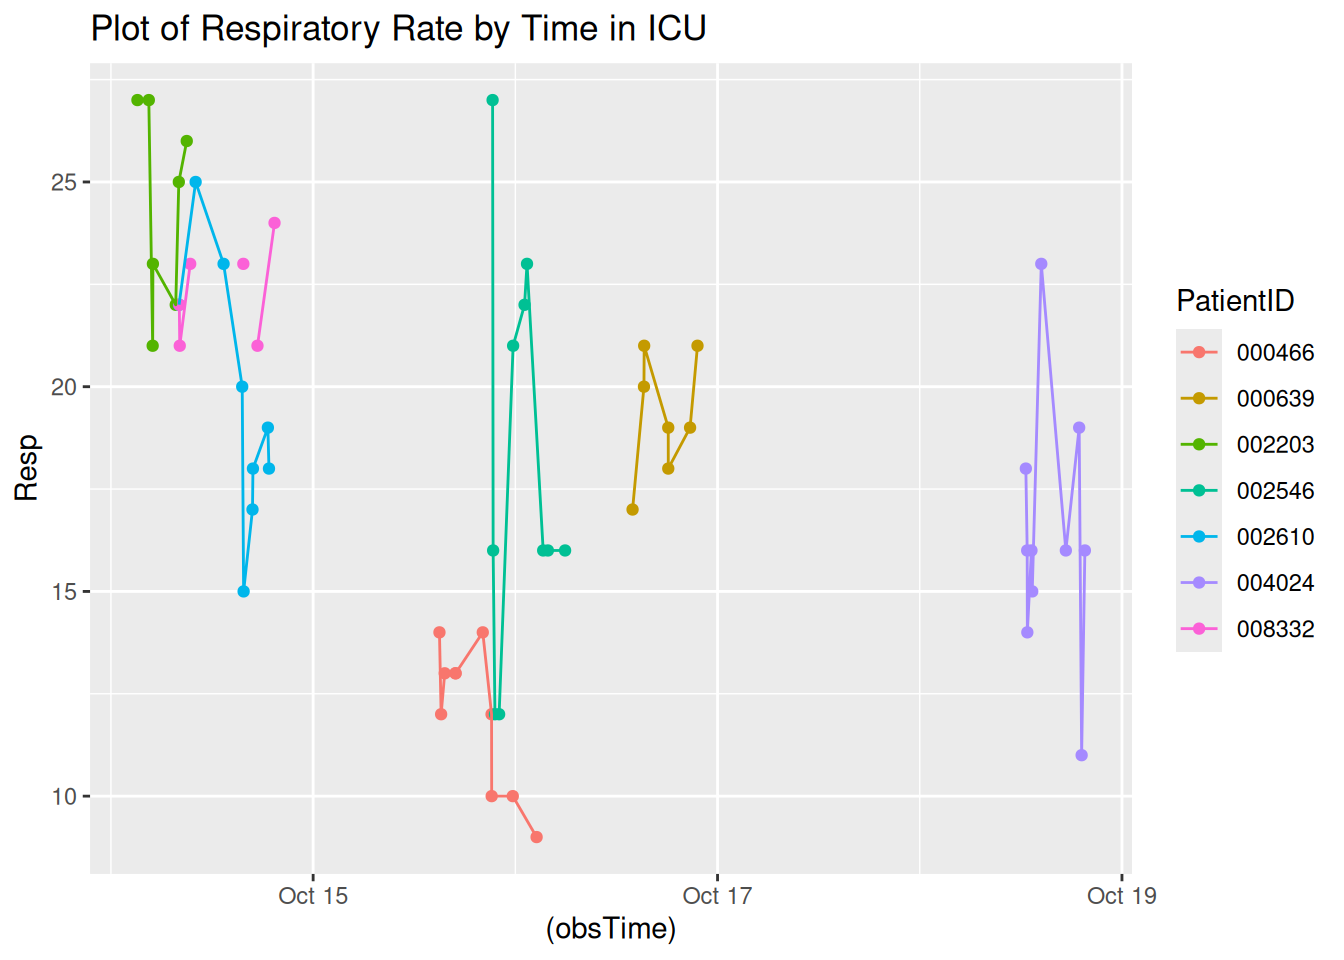 Plot of Respiratory Rate by Time in ICU
25
20
15
10
Resp
Oct 15
Oct 17
Oct 19
(obsTime)
PatientID
000466
000639
002203
002546
002610
004024
008332